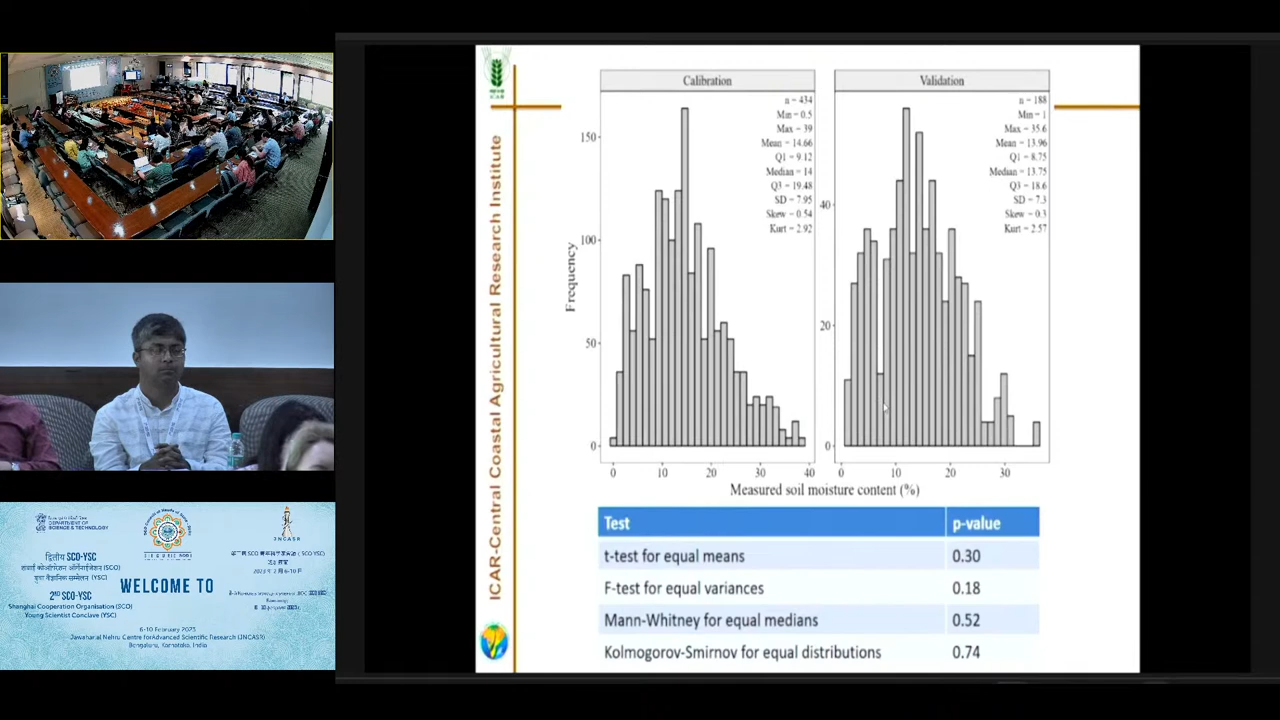 Calibration
n = 434
Min = 0.5
Max = 39
Mean = 14.66
Q1 = 9.12
Median = 14
Q3 = 19.48
SD = 7.95
Skew = 0.54
Kurt = 2.92
Validation
n = 188
Min = 1
Max = 35.6
Mean = 13.96
Q1 = 8.75
Median = 13.75
Q3 = 18.6
SD = 7.3
Skew = 0.3
Kurt = 2.57
Frequency
150
100
50
0
40
20
0
0 10 20 30 40
0 10 20 30
Measured soil moisture content (%)
Test p-value
t-test for equal means 0.30
F-test for equal variances 0.18
Mann-Whitney for equal medians 0.52
Kolmogorov-Smirnov for equal distributions 0.74
ICAR-Central Coastal Agricultural Research Institute
DEPARTMENT OF
SCIENCE & TECHNOLOGY
JNCASR
द्वितीय SCO-YSC
(SCO)
(YSC)
2ND SCO-YSC
Shanghai Cooperation Organisation (SCO)
Young Scientist Conclave (YSC)
WELCOME TO
6-10 February 2023
Jawaharlal Nehru Centre for Advanced Scientific Research (JNCASR)
Bengaluru, Karnataka, India